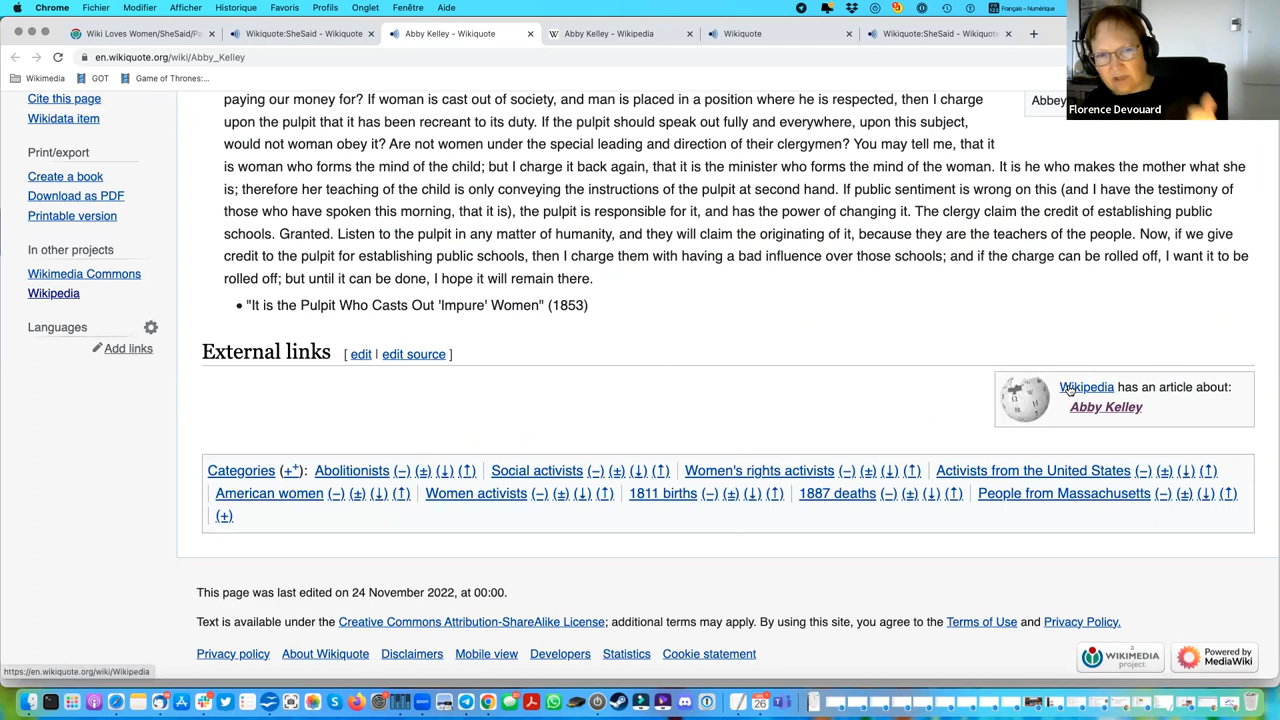 Chrome Fichier Modifier Afficher Historique Favoris Profils Onglet Fenêtre Aide
Français – Numérique
Wiki Loves Women/SheSaid/Pa
Wikiquote:SheSaid - Wikiquote
Abby Kelley - Wikiquote
Abby Kelley - Wikipedia
Wikiquote
Wikiquote:SheSaid - Wikiquote
en.wikiquote.org/wiki/Abby_Kelley
Wikimedia GOT Game of Thrones:...
Florence Devouard
Cite this page
Wikidata item
Print/export
Create a book
Download as PDF
Printable version
In other projects
Wikimedia Commons
Wikipedia
Languages
Add links
Abbey
paying our money for? If woman is cast out of society, and man is placed in a position where he is respected, then I charge
upon the pulpit that it has been recreant to its duty. If the pulpit should speak out fully and everywhere, upon this subject,
would not woman obey it? Are not women under the special leading and direction of their clergymen? You may tell me, that it
is woman who forms the mind of the child; but I charge it back again, that it is the minister who forms the mind of the woman. It is he who makes the mother what she
is; therefore her teaching of the child is only conveying the instructions of the pulpit at second hand. If public sentiment is wrong on this (and I have the testimony of
those who have spoken this morning, that it is), the pulpit is responsible for it, and has the power of changing it. The clergy claim the credit of establishing public
schools. Granted. Listen to the pulpit in any matter of humanity, and they will claim the originating of it, because they are the teachers of the people. Now, if we give
credit to the pulpit for establishing public schools, then I charge them with having a bad influence over those schools; and if the charge can be rolled off, I want it to be
rolled off; but until it can be done, I hope it will remain there.
• "It is the Pulpit Who Casts Out 'Impure' Women" (1853)
External links [ edit | edit source ]
Wikipedia has an article about:
Abby Kelley
Categories (+⁺): Abolitionists (−) (±) (↓) (↑) Social activists (−) (±) (↓) (↑) Women's rights activists (−) (±) (↓) (↑) Activists from the United States (−) (±) (↓) (↑)
American women (−) (±) (↓) (↑) Women activists (−) (±) (↓) (↑) 1811 births (−) (±) (↓) (↑) 1887 deaths (−) (±) (↓) (↑) People from Massachusetts (−) (±) (↓) (↑)
(+)
This page was last edited on 24 November 2022, at 00:00.
Text is available under the Creative Commons Attribution-ShareAlike License; additional terms may apply. By using this site, you agree to the Terms of Use and Privacy Policy.
Privacy policy About Wikiquote Disclaimers Mobile view Developers Statistics Cookie statement
A WIKIMEDIA project
Powered by MediaWiki
https://en.wikiquote.org/wiki/Wikipedia
zoom
26